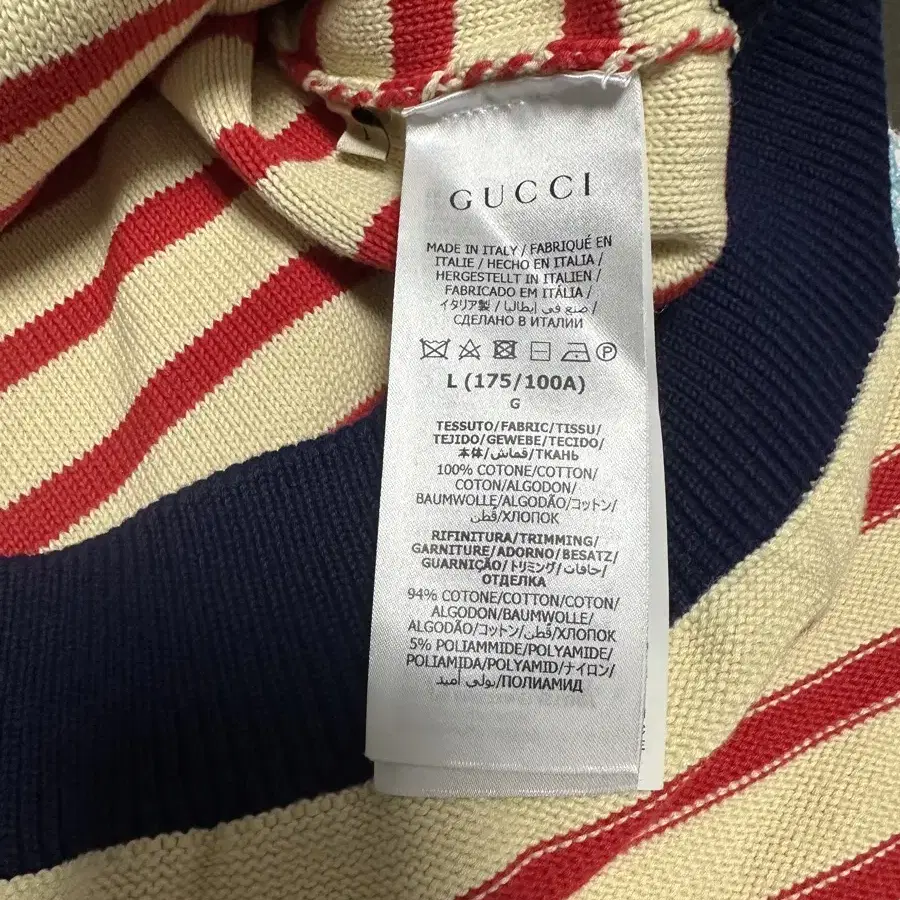 GUCCI
MADE IN ITALY / FABRIQUÉ EN
ITALIE / HECHO EN ITALIA /
HERGESTELLT IN ITALIEN /
FABRICADO EM ITÁLIA /
イタリア製 / صنع في إيطاليا /
СДЕЛАНО В ИТАЛИИ
P
L (175/100A)
G
TESSUTO/FABRIC/TISSU/
TEJIDO/GEWEBE/TECIDO/
本体/قماش/ТКАНЬ
100% COTONE/COTTON/
COTON/ALGODON/
BAUMWOLLE/ALGODÃO/コットン/
قُطن/ХЛОПОК
RIFINITURA/TRIMMING/
GARNITURE/ADORNO/BESATZ/
GUARNIÇÃO/トリミング/حافات/
ОТДЕЛКА
94% COTONE/COTTON/COTON/
ALGODON/BAUMWOLLE/
ALGODÃO/コットン/قُطن/ХЛОПОК
5% POLIAMMIDE/POLYAMIDE/
POLIAMIDA/POLYAMID/ナイロン/
بولي أميد/ПОЛИАМИД